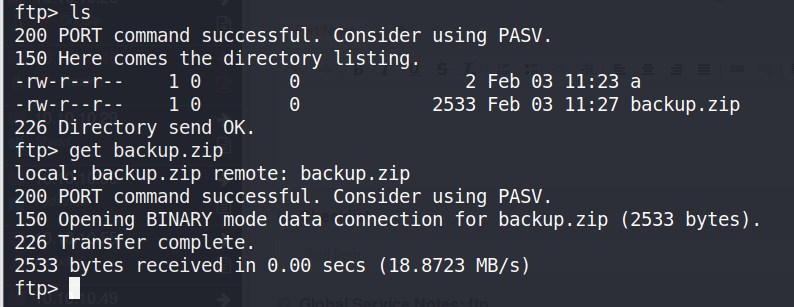 ftp> ls
200 PORT command successful. Consider using PASV.
150 Here comes the directory listing.
-rw-r--r--    1 0        0               2 Feb 03 11:23 a
-rw-r--r--    1 0        0            2533 Feb 03 11:27 backup.zip
226 Directory send OK.
ftp> get backup.zip
local: backup.zip remote: backup.zip
200 PORT command successful. Consider using PASV.
150 Opening BINARY mode data connection for backup.zip (2533 bytes).
226 Transfer complete.
2533 bytes received in 0.00 secs (18.8723 MB/s)
ftp>
Global Service Notes: ftp